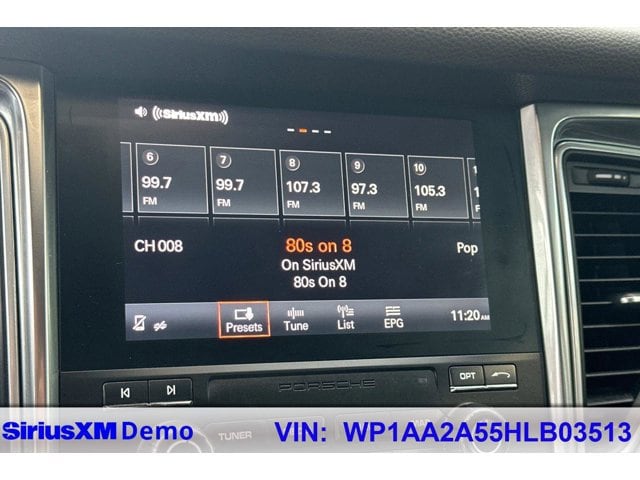 ((SiriusXM))
6 7 8 9 10
99.7 99.7 107.3 97.3 105.3
FM FM FM FM FM
CH 008 80s on 8 Pop
On SiriusXM
80s On 8
Presets Tune List EPG 11:20 AM
OPT
PORSCHE
TUNER
SiriusXM Demo VIN: WP1AA2A55HLB03513